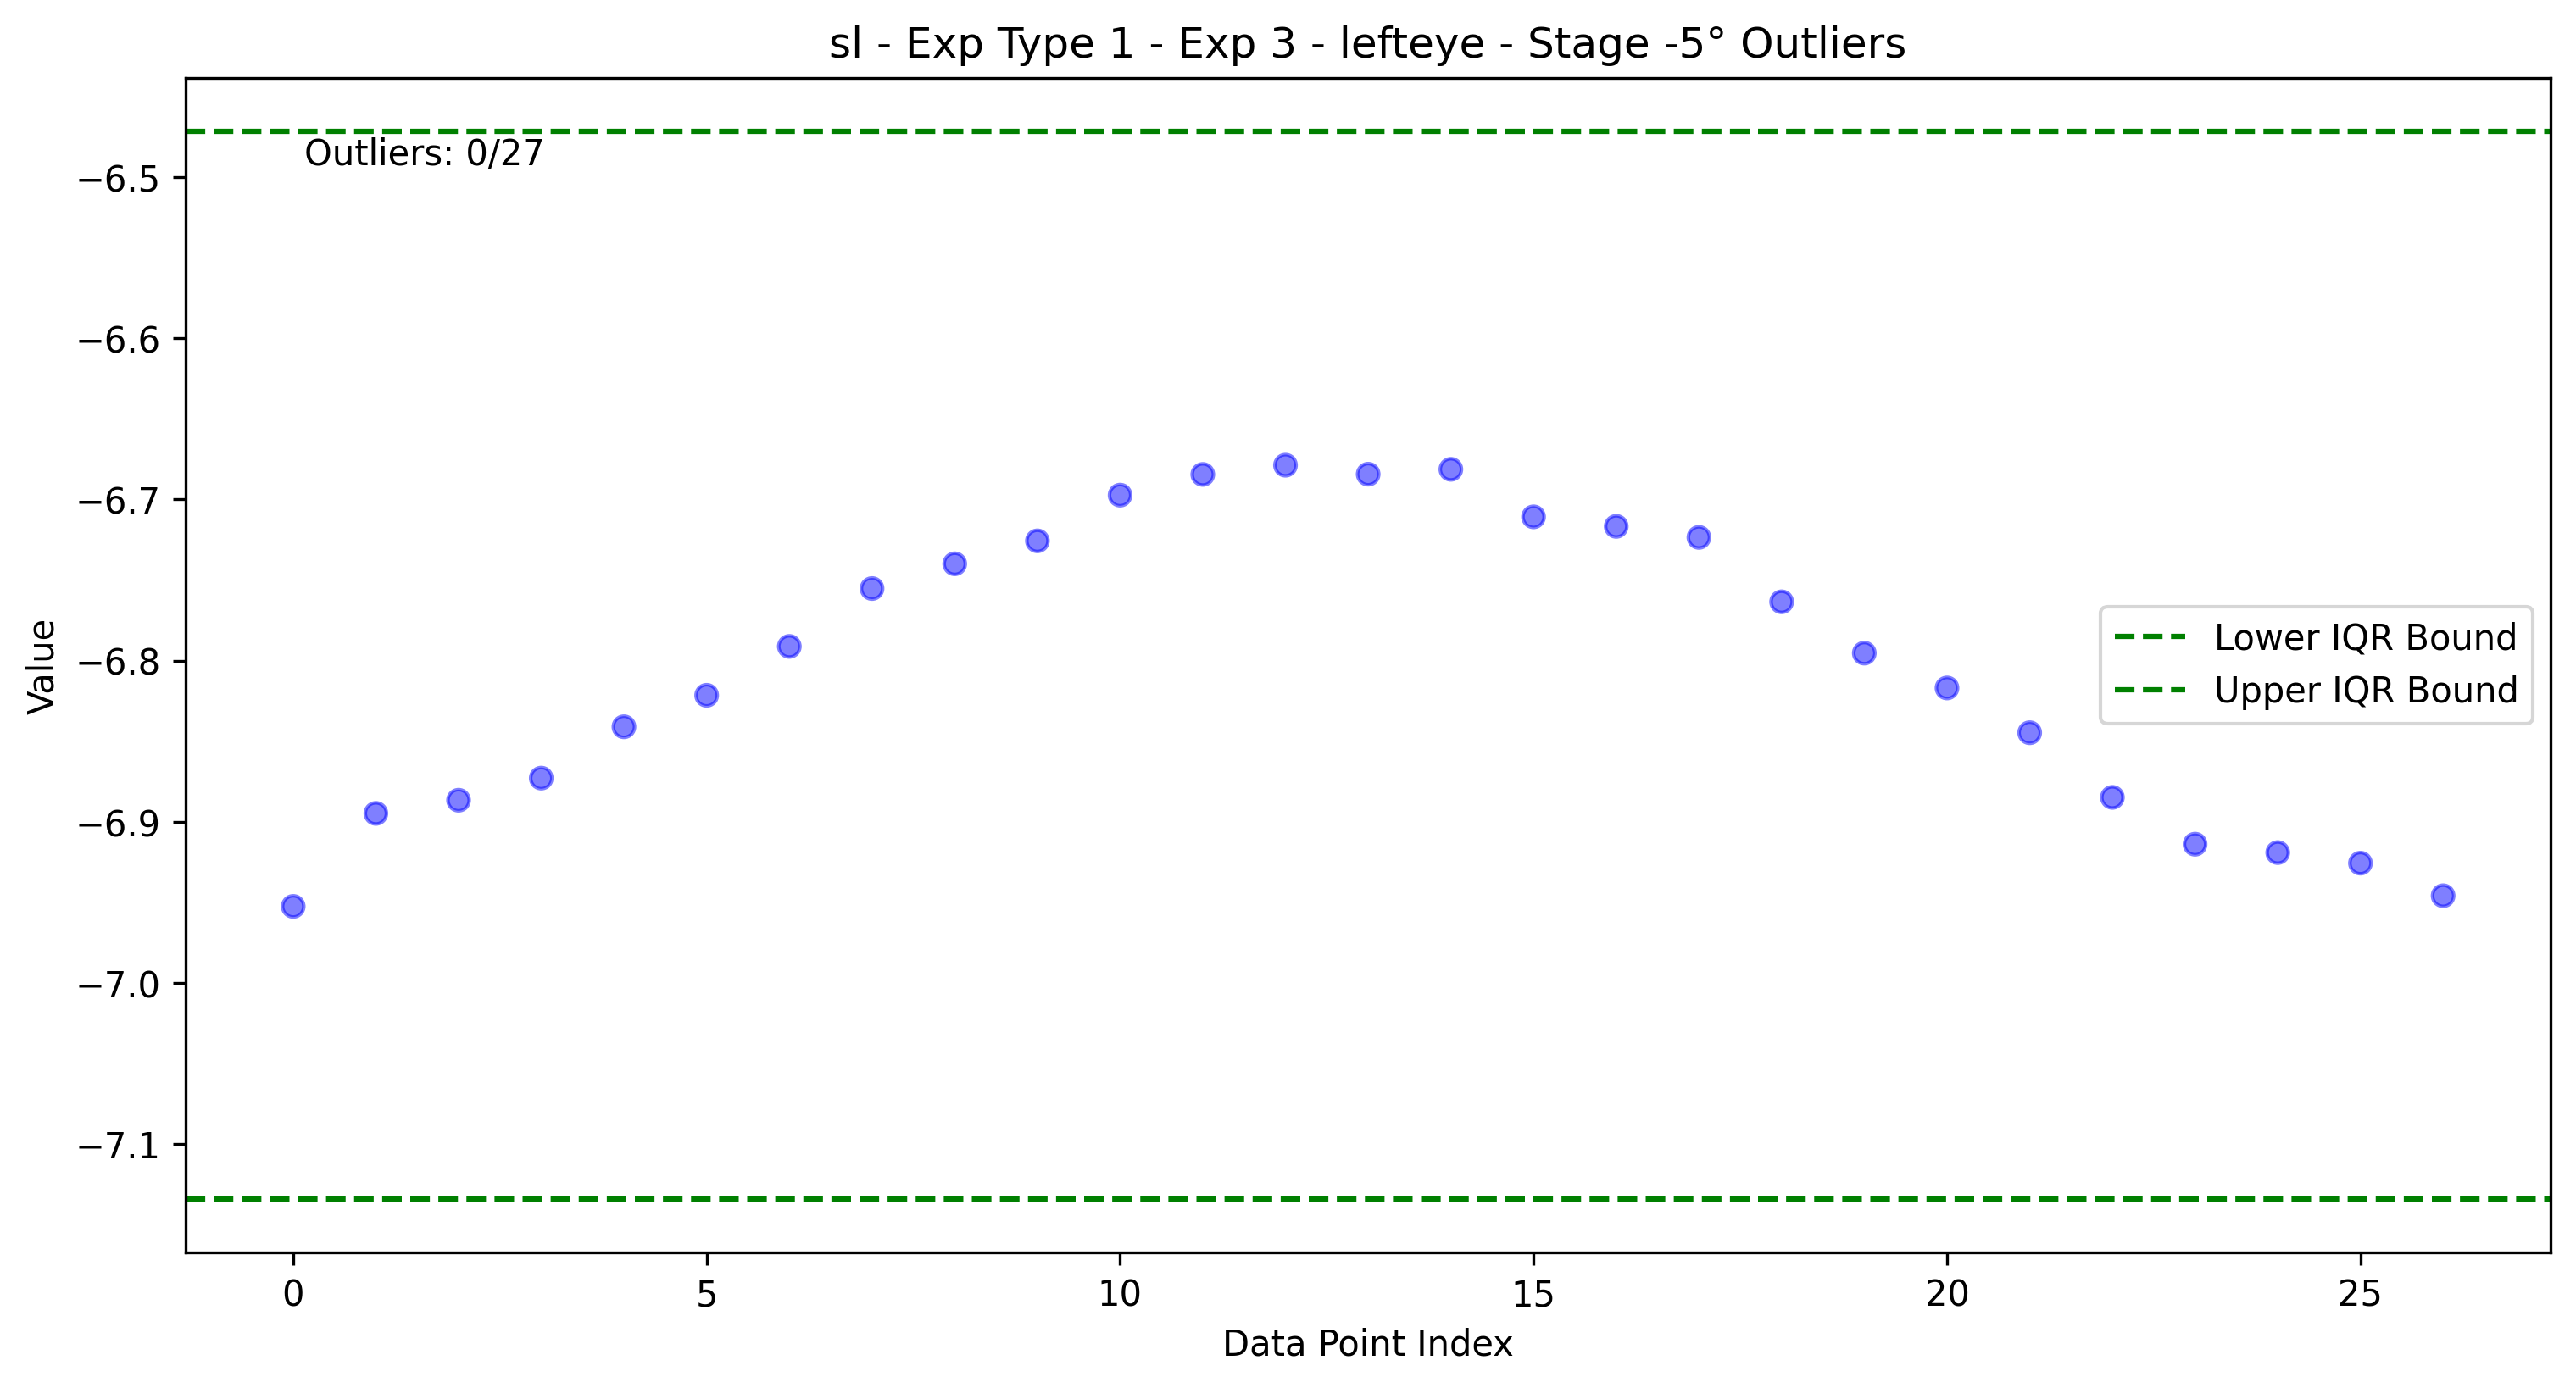 sl - Exp Type 1 - Exp 3 - lefteye - Stage -5° Outliers
Outliers: 0/27
−6.5
−6.6
−6.7
−6.8
−6.9
−7.0
−7.1
Value
Lower IQR Bound
Upper IQR Bound
0 5 10 15 20 25
Data Point Index